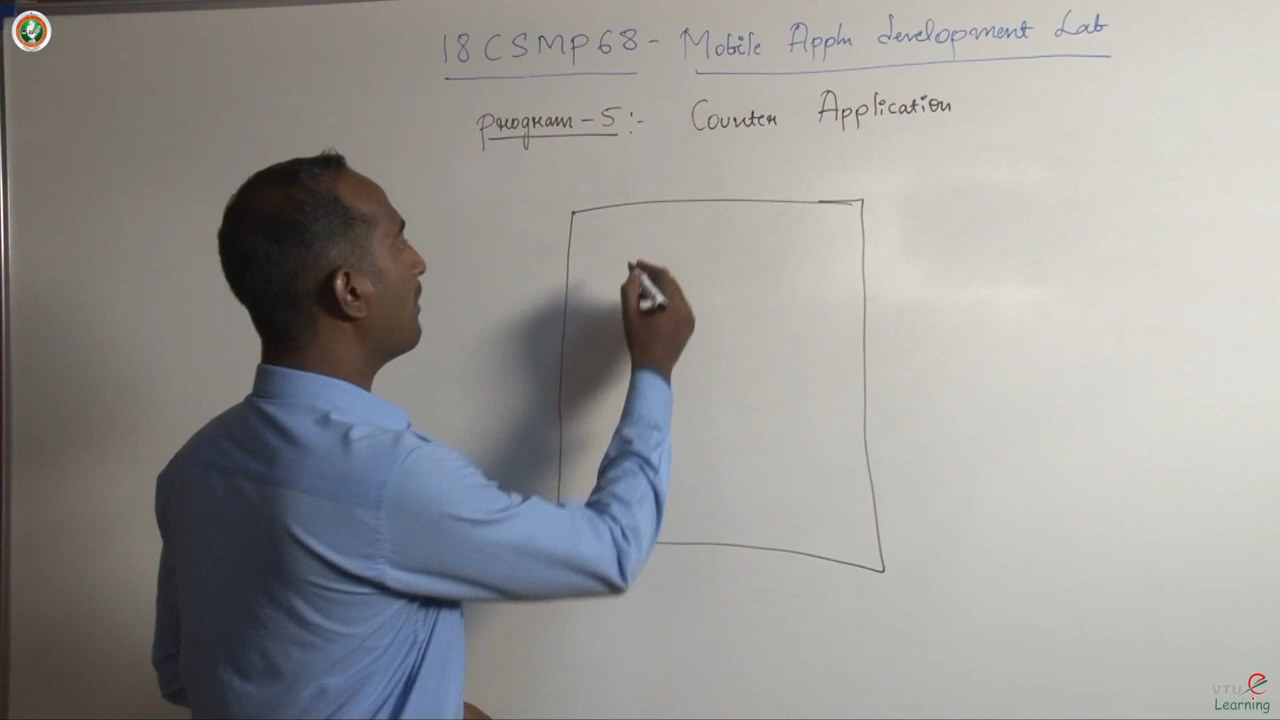 18CSMP68 - Mobile Appln development Lab
Program - 5 :- Counter Application
VTU e
Learning